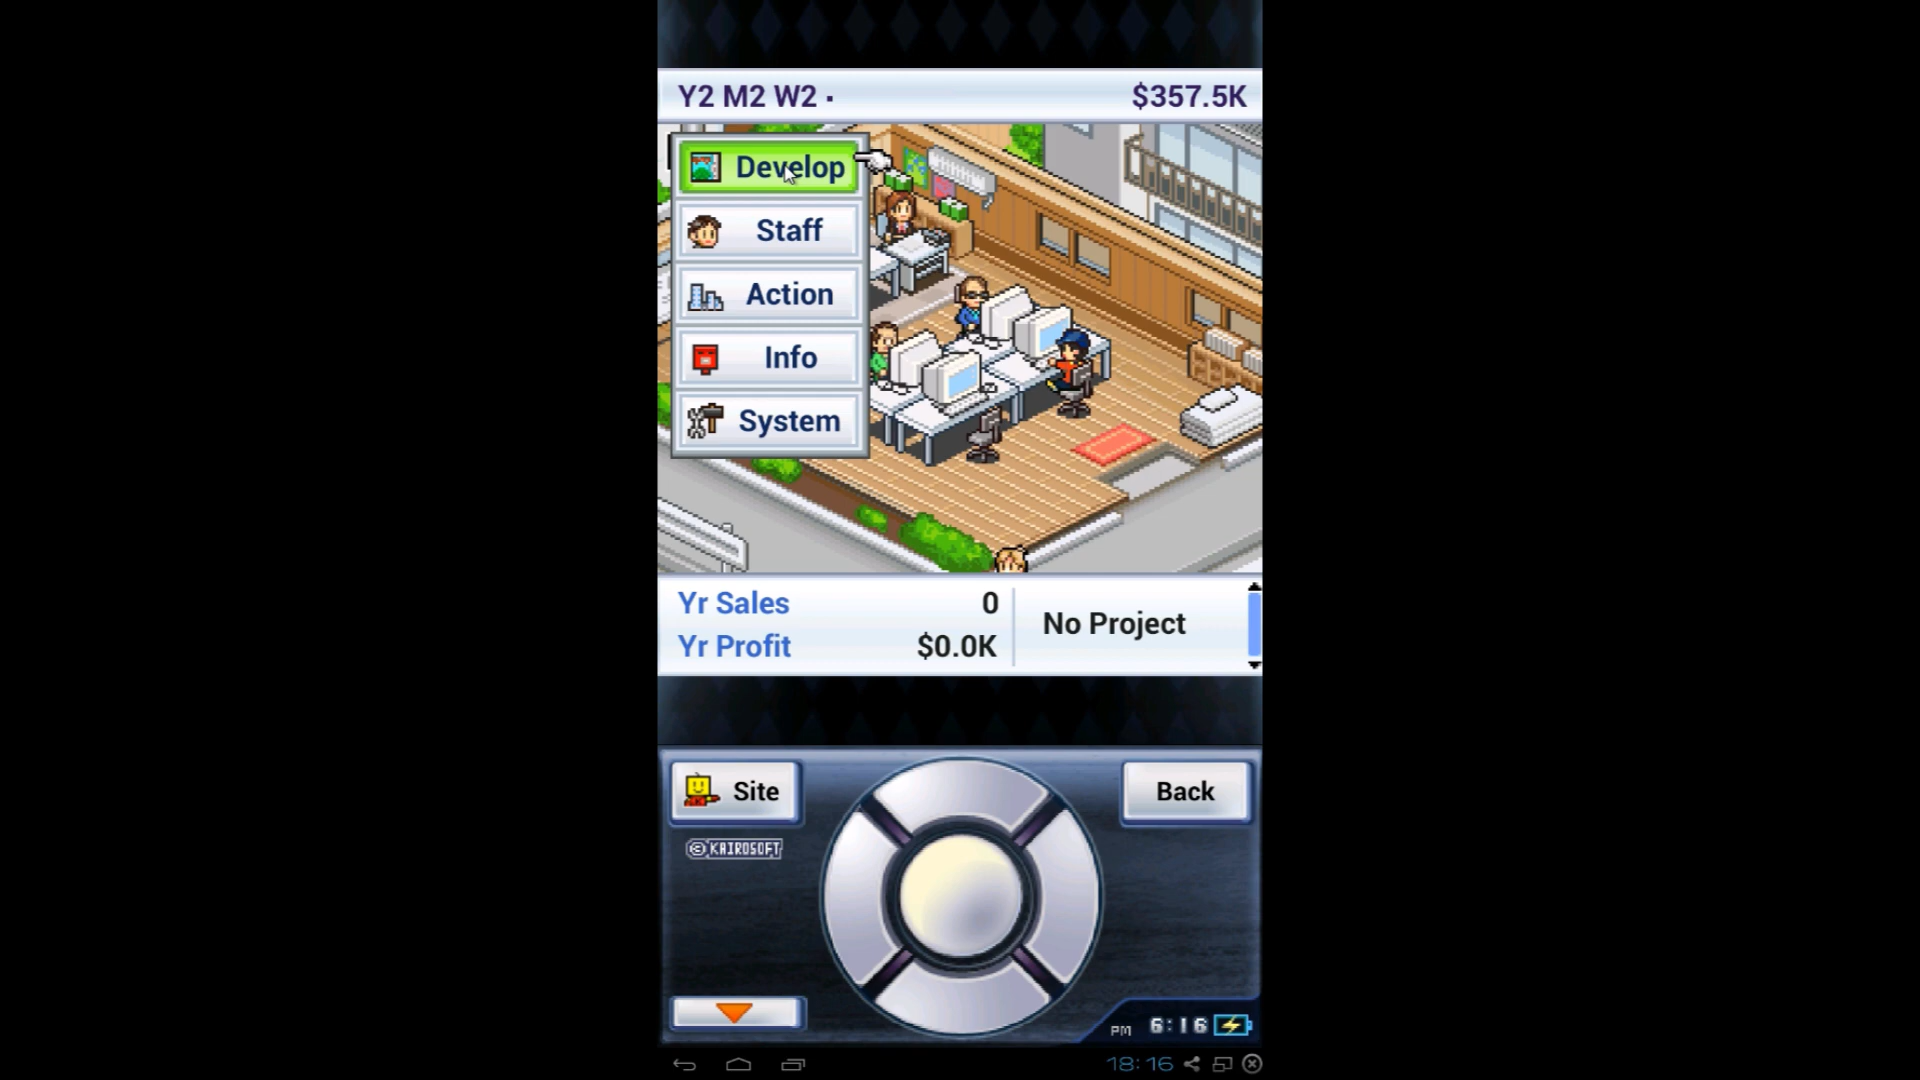 Y2 M2 W2 ·
$357.5K
Develop
Staff
Action
Info
System
Yr Sales 0
Yr Profit $0.0K
No Project
Site
Back
© KAIROSOFT
PM 6:16
18:16